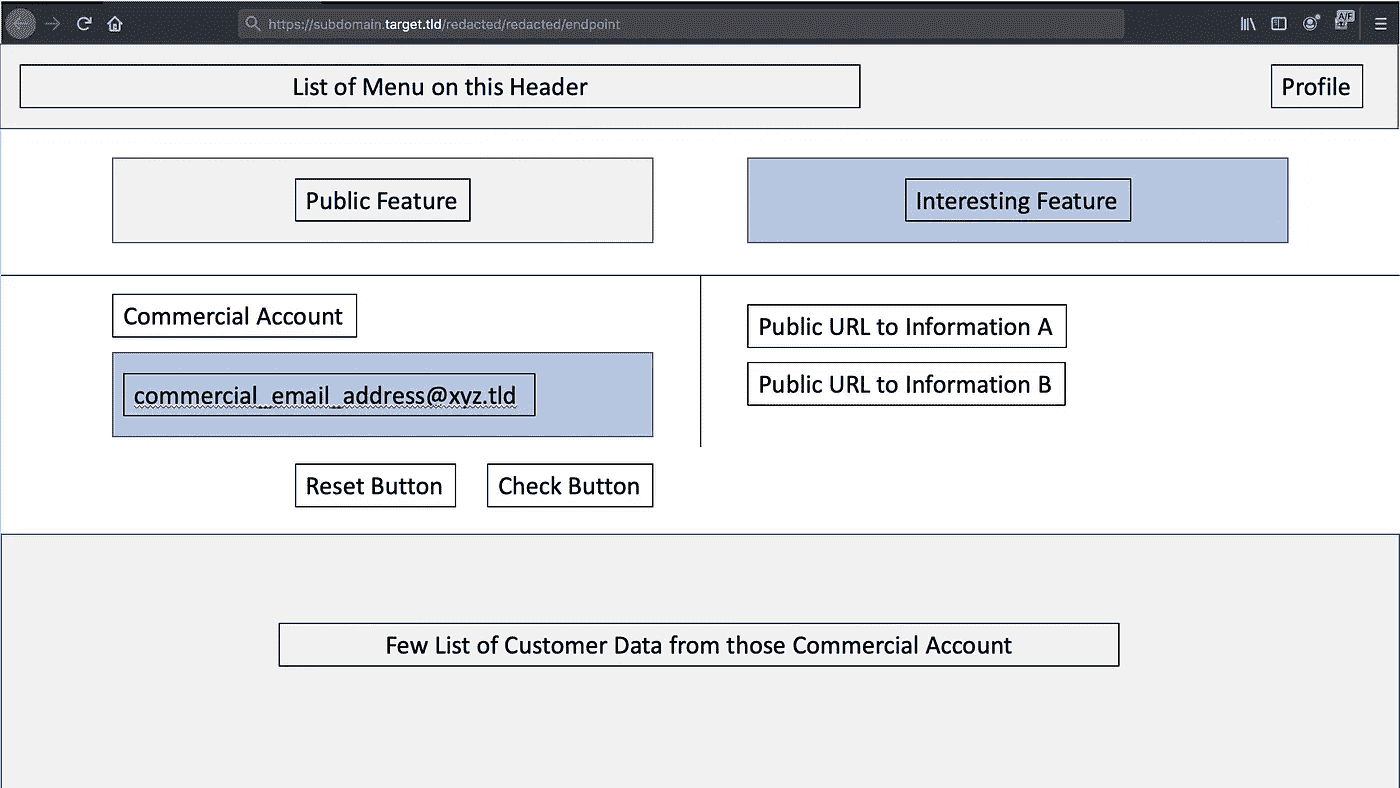 https://subdomain.target.tld/redacted/redacted/endpoint
List of Menu on this Header
Profile
Public Feature
Interesting Feature
Commercial Account
commercial_email_address@xyz.tld
Reset Button
Check Button
Public URL to Information A
Public URL to Information B
Few List of Customer Data from those Commercial Account